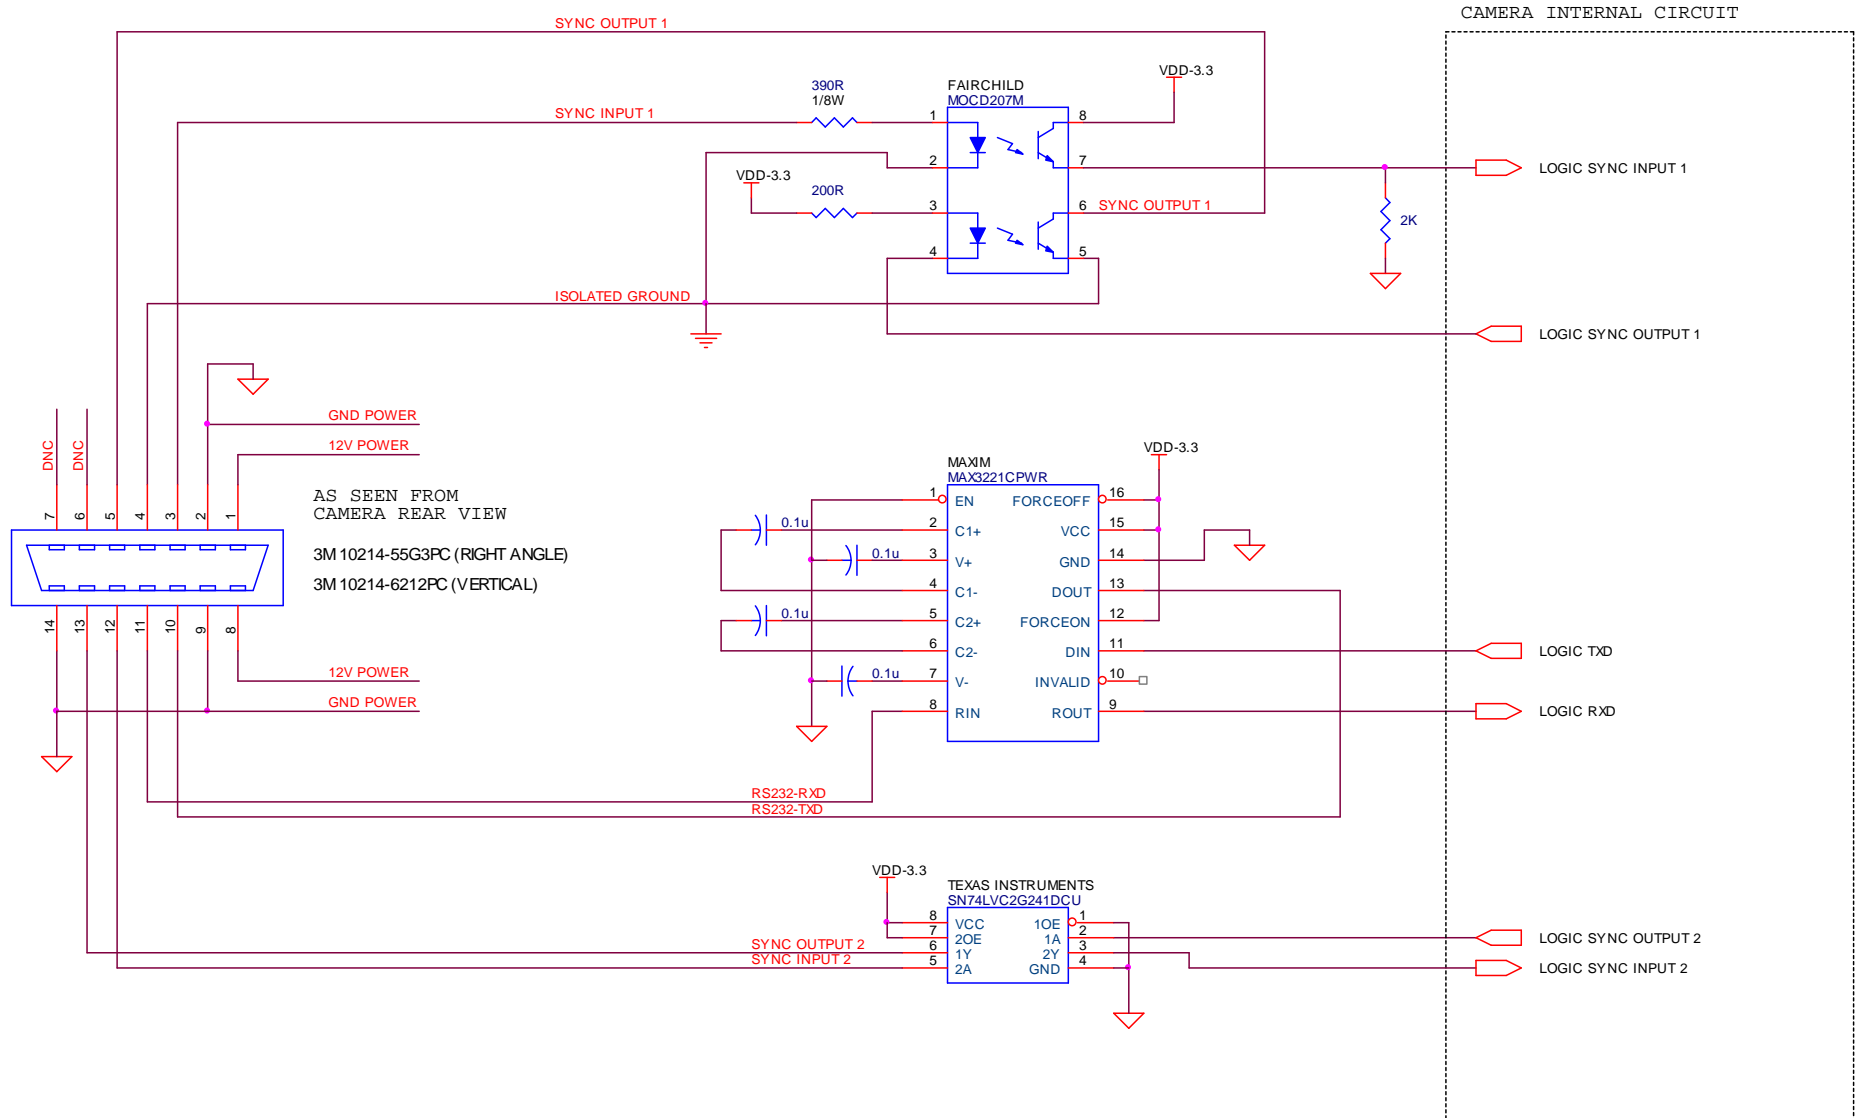 CAMERA INTERNAL CIRCUIT
SYNC OUTPUT 1
VDD-3.3
390R
1/8W
FAIRCHILD
MOCD207M
SYNC INPUT 1
1
8
2
7
LOGIC SYNC INPUT 1
VDD-3.3
200R
3
6
SYNC OUTPUT 1
2K
4
5
ISOLATED GROUND
LOGIC SYNC OUTPUT 1
GND POWER
12V POWER
DNC
DNC
7
6
5
4
3
2
1
AS SEEN FROM
CAMERA REAR VIEW
3M 10214-55G3PC (RIGHT ANGLE)
3M 10214-6212PC (VERTICAL)
14
13
12
11
10
9
8
12V POWER
GND POWER
VDD-3.3
MAXIM
MAX3221CPWR
1
EN
FORCEOFF
16
0.1u
2
C1+
VCC
15
0.1u
3
V+
GND
14
4
C1-
DOUT
13
0.1u
5
C2+
FORCEON
12
6
C2-
DIN
11
LOGIC TXD
0.1u
7
V-
INVALID
10
8
RIN
ROUT
9
LOGIC RXD
RS232-RXD
RS232-TXD
VDD-3.3
TEXAS INSTRUMENTS
SN74LVC2G241DCU
8
VCC
1OE
1
7
2OE
1A
2
LOGIC SYNC OUTPUT 2
SYNC OUTPUT 2
6
1Y
2Y
3
SYNC INPUT 2
5
2A
GND
4
LOGIC SYNC INPUT 2